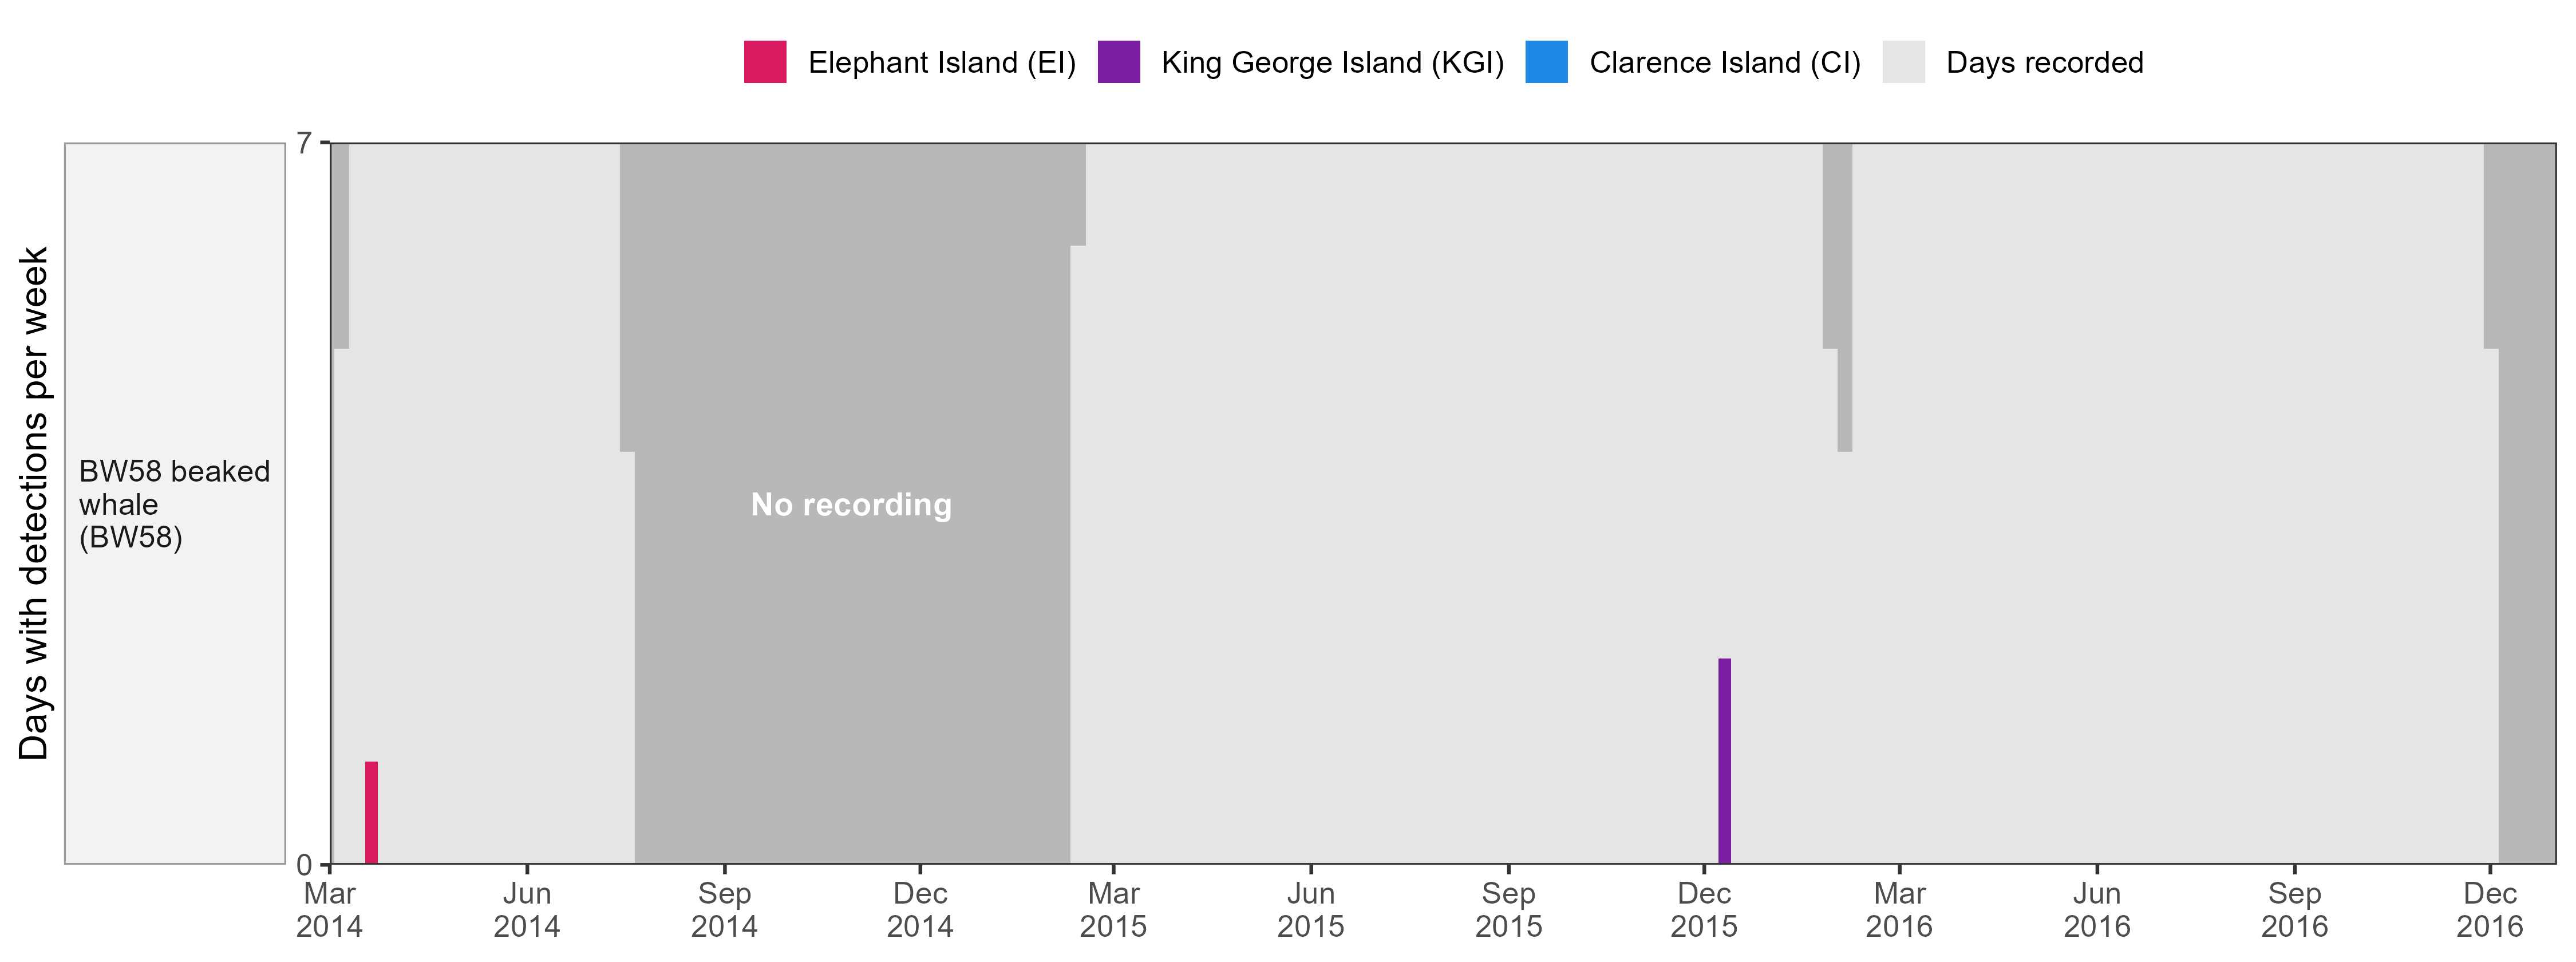 Elephant Island (EI) King George Island (KGI) Clarence Island (CI) Days recorded
Days with detections per week
BW58 beaked
whale
(BW58)
7
0
No recording
Mar Jun Sep Dec Mar Jun Sep Dec Mar Jun Sep Dec
2014 2014 2014 2014 2015 2015 2015 2015 2016 2016 2016 2016